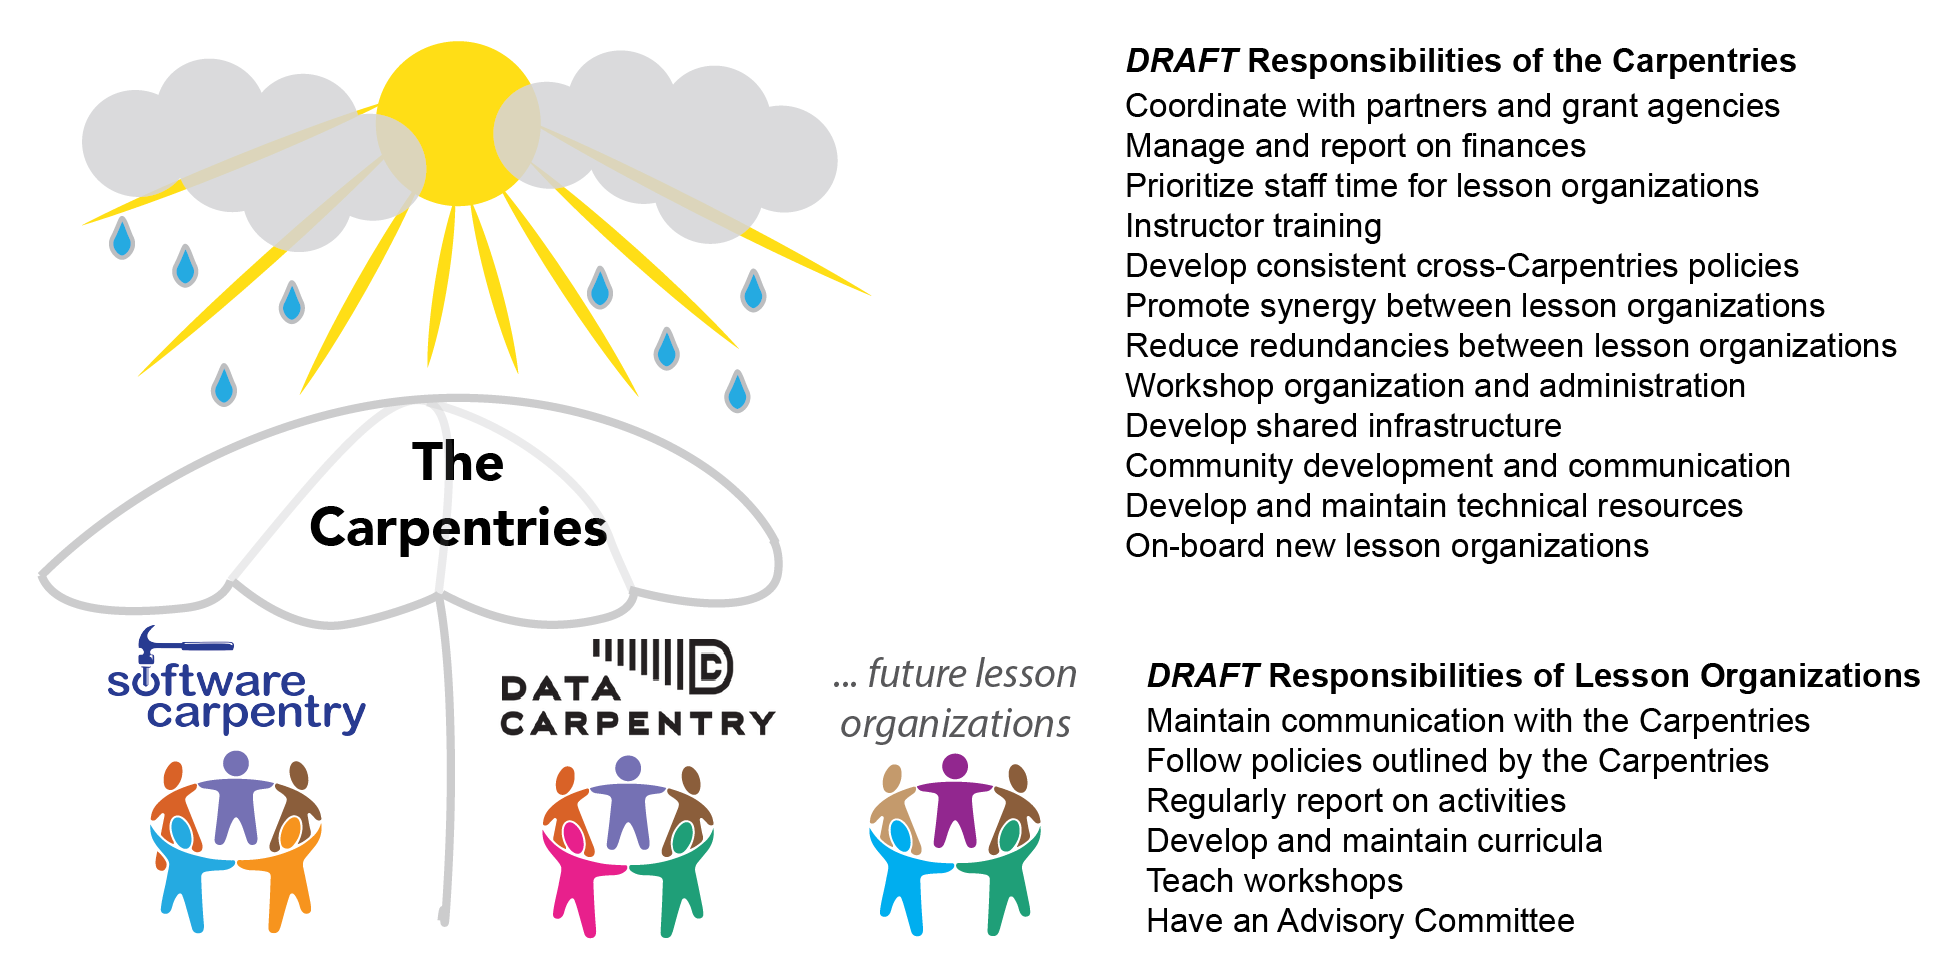 The
Carpentries
software
carpentry
DATA
CARPENTRY
... future lesson
organizations
DRAFT Responsibilities of the Carpentries
Coordinate with partners and grant agencies
Manage and report on finances
Prioritize staff time for lesson organizations
Instructor training
Develop consistent cross-Carpentries policies
Promote synergy between lesson organizations
Reduce redundancies between lesson organizations
Workshop organization and administration
Develop shared infrastructure
Community development and communication
Develop and maintain technical resources
On-board new lesson organizations
DRAFT Responsibilities of Lesson Organizations
Maintain communication with the Carpentries
Follow policies outlined by the Carpentries
Regularly report on activities
Develop and maintain curricula
Teach workshops
Have an Advisory Committee